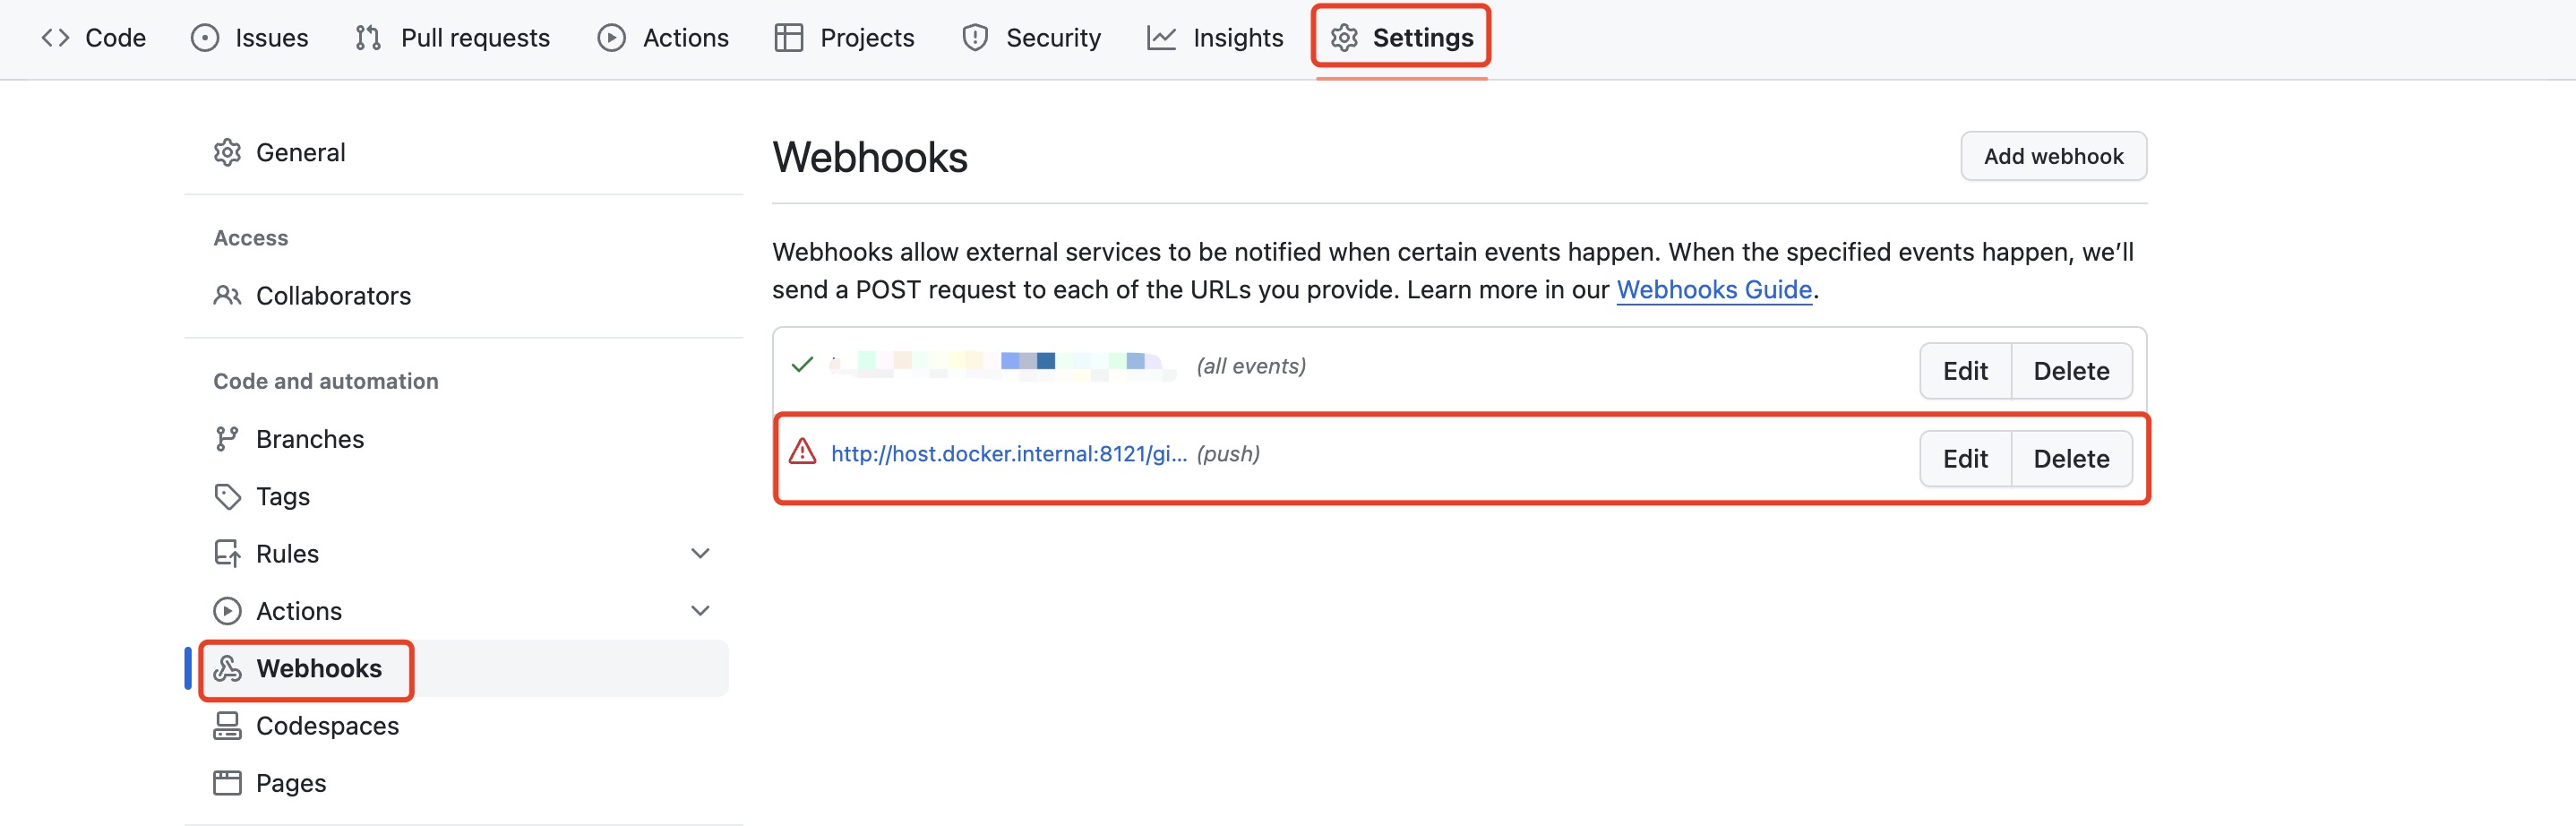 Code Issues Pull requests Actions Projects Security Insights Settings
General
Access
Collaborators
Code and automation
Branches
Tags
Rules
Actions
Webhooks
Codespaces
Pages
Webhooks
Add webhook
Webhooks allow external services to be notified when certain events happen. When the specified events happen, we’ll
send a POST request to each of the URLs you provide. Learn more in our Webhooks Guide.
(all events) Edit Delete
http://host.docker.internal:8121/gi... (push) Edit Delete